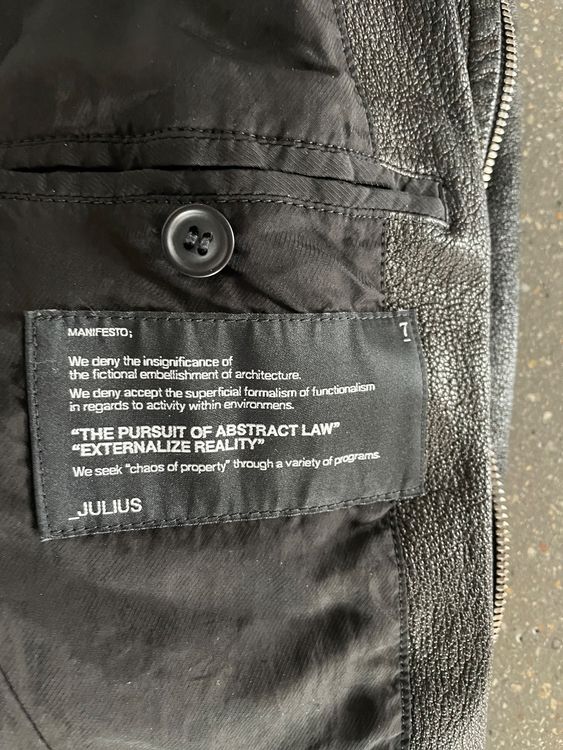 MANIFESTO;
7
We deny the insignificance of
the fictional embellishment of architecture.
We deny accept the superficial formalism of functionalism
in regards to activity within environmens.
“THE PURSUIT OF ABSTRACT LAW”
“EXTERNALIZE REALITY”
We seek “chaos of property” through a variety of programs.
_JULIUS